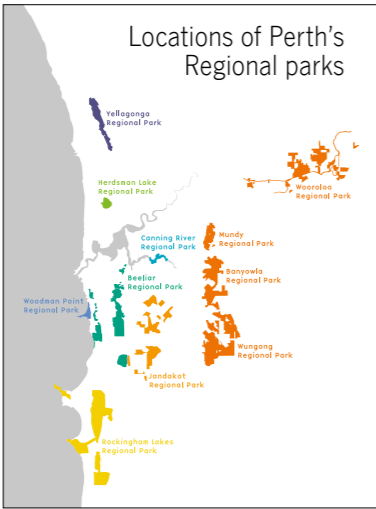 Locations of Perth's
Regional parks
Yellagonga
Regional Park
Herdsman Lake
Regional Park
Wooroloo
Regional Park
Canning River
Regional Park
Mundy
Regional Park
Beeliar
Regional Park
Banyowla
Regional Park
Woodman Point
Regional Park
Wungong
Regional Park
Jandakot
Regional Park
Rockingham Lakes
Regional Park